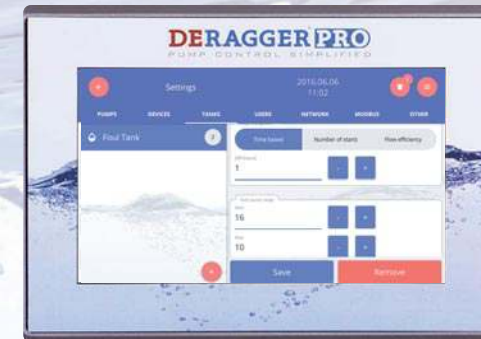 DERAGGER PRO
PUMP CONTROL SIMPLIFIED
Settings
2016.06.06
11:02
PUMPS DEVICES TANKS USERS NETWORK MODBUS OTHER
Foul Tank
Time based Number of starts Flow efficiency
1
- +
16
- +
10
- +
Save Remove